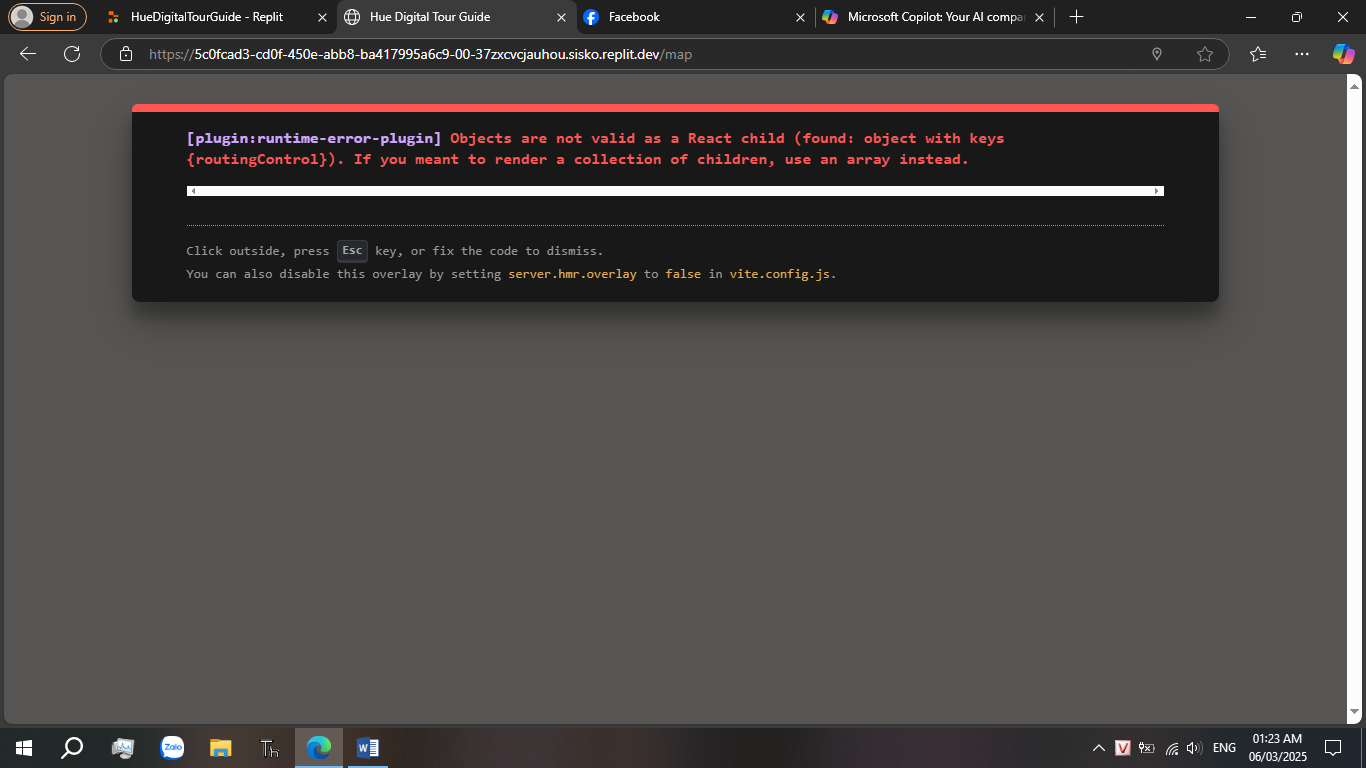 Sign in
HueDigitalTourGuide - Replit
Hue Digital Tour Guide
Facebook
Microsoft Copilot: Your AI compa
https://5c0fcad3-cd0f-450e-abb8-ba417995a6c9-00-37zxcvcjauhou.sisko.replit.dev/map
[plugin:runtime-error-plugin] Objects are not valid as a React child (found: object with keys
{routingControl}). If you meant to render a collection of children, use an array instead.
Click outside, press Esc key, or fix the code to dismiss.
You can also disable this overlay by setting server.hmr.overlay to false in vite.config.js.
Zalo
Th
W
V
ENG
01:23 AM
06/03/2025